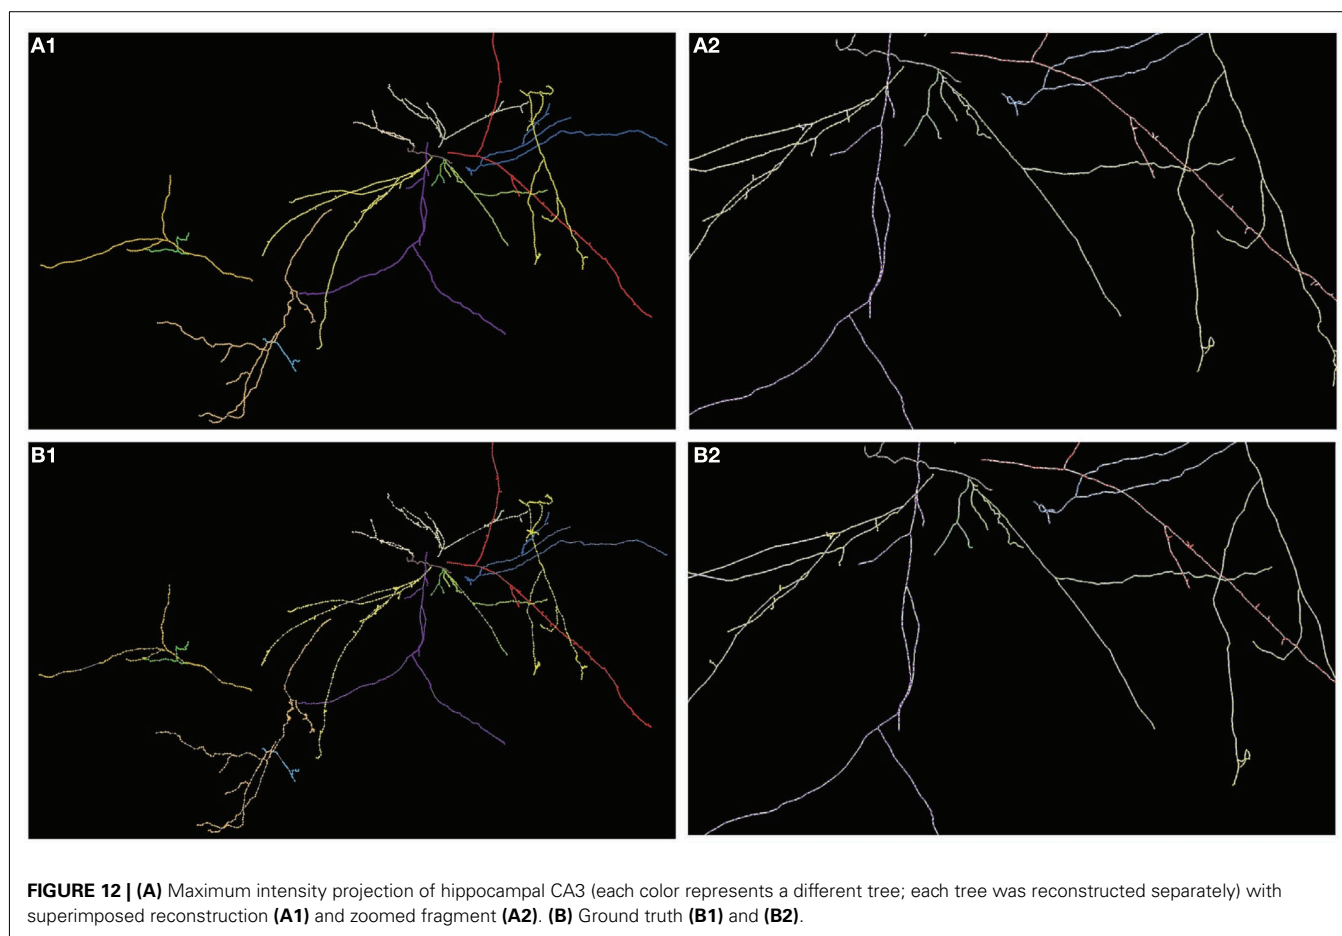 A1
A2
B1
B2
FIGURE 12 | (A) Maximum intensity projection of hippocampal CA3 (each color represents a different tree; each tree was reconstructed separately) with
superimposed reconstruction (A1) and zoomed fragment (A2). (B) Ground truth (B1) and (B2).